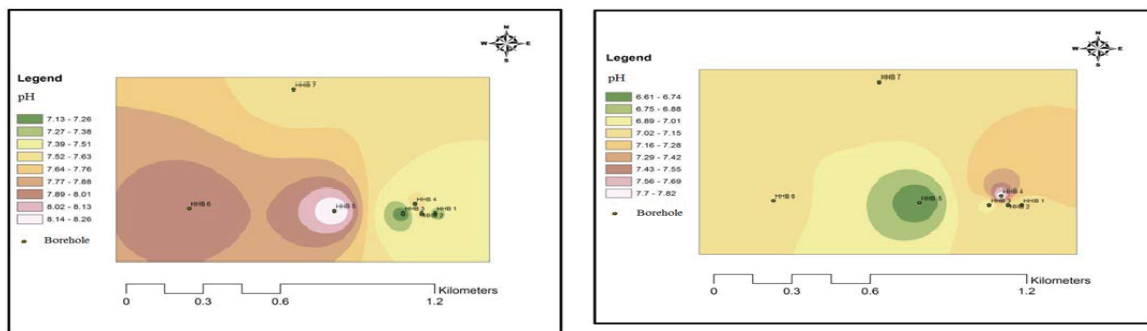 N
W E
S
Legend
pH
7.13 - 7.26
7.27 - 7.38
7.39 - 7.51
7.52 - 7.63
7.64 - 7.76
7.77 - 7.88
7.89 - 8.01
8.02 - 8.13
8.14 - 8.26
Borehole
HHB 7
HHB 6
HHB 5
HHB 4
HHB 3
HHB 1
Kilometers
0 0.3 0.6 1.2
N
W E
S
Legend
pH
6.61 - 6.74
6.75 - 6.88
6.89 - 7.01
7.02 - 7.15
7.16 - 7.28
7.29 - 7.42
7.43 - 7.55
7.56 - 7.69
7.7 - 7.82
Borehole
HHB 7
HHB 6
HHB 5
HHB 4
HHB 1
Kilometers
0 0.3 0.6 1.2